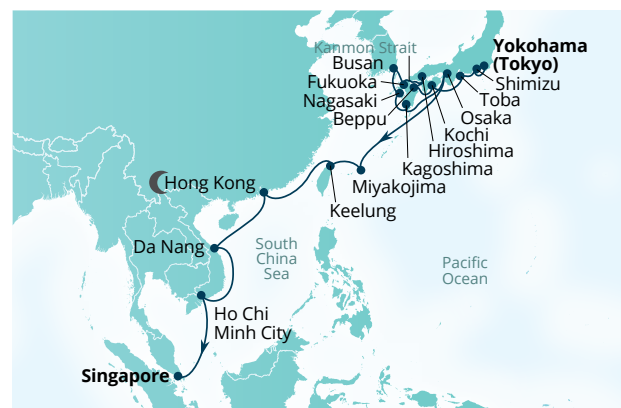 Kanmon Strait
Yokohama
(Tokyo)
Busan
Fukuoka
Nagasaki
Beppu
Shimizu
Toba
Osaka
Kochi
Hiroshima
Kagoshima
Miyakojima
Keelung
Hong Kong
Da Nang
South
China
Sea
Pacific
Ocean
Ho Chi
Minh City
Singapore